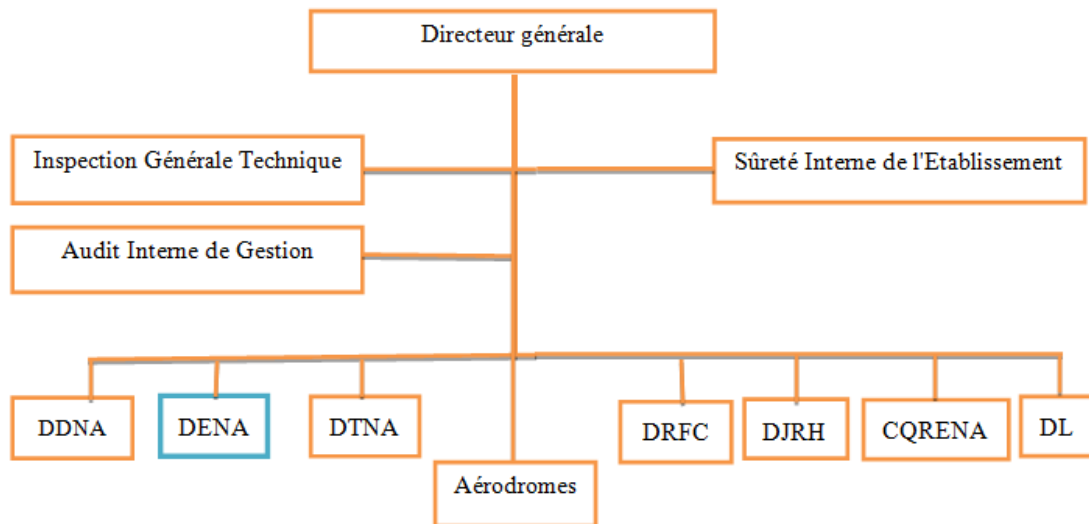 Directeur générale
Inspection Générale Technique
Sûreté Interne de l'Etablissement
Audit Interne de Gestion
DDNA
DENA
DTNA
DRFC
DJRH
CQRENA
DL
Aérodromes